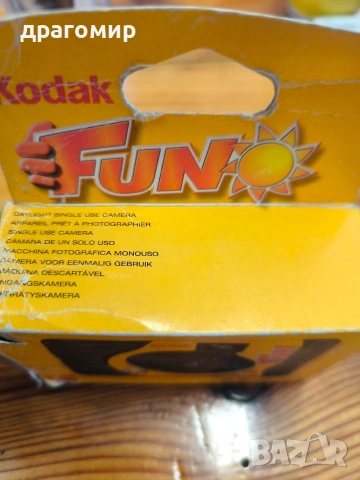 драгомир
Kodak
FUN
DAYLIGHT SINGLE USE CAMERA
APPAREIL PRÊT À PHOTOGRAPHIER
SINGLE USE CAMERA
CÁMARA DE UN SOLO USO
MACCHINA FOTOGRAFICA MONOUSO
CAMERA VOOR EENMALIG GEBRUIK
MÁQUINA DESCARTÁVEL
NGANGSKAMERA
BAZAR
bg